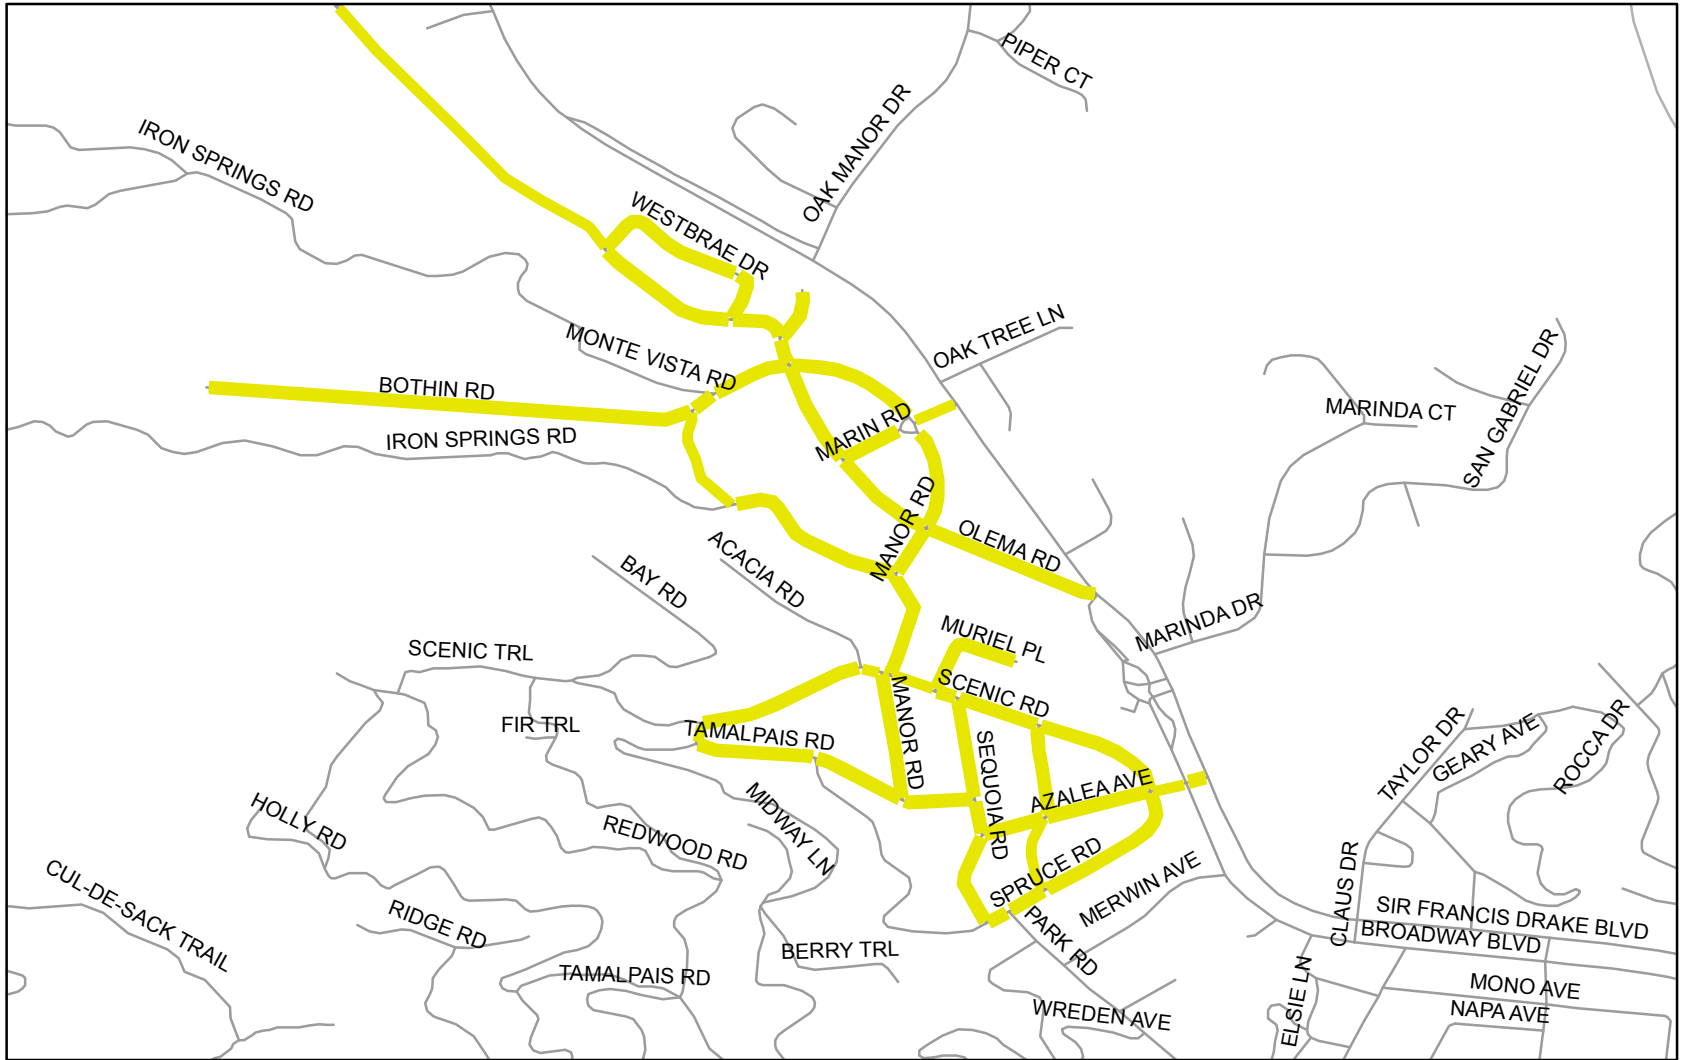 PIPER CT
OAK MANOR DR
IRON SPRINGS RD
WESTBRAE DR
OAK TREE LN
MONTE VISTA RD
BOTHIN RD
MARINDA CT
SAN GABRIEL DR
MARIN RD
IRON SPRINGS RD
MANOR RD
OLEMA RD
ACACIA RD
BAY RD
MARINDA DR
MURIEL PL
SCENIC TRL
SCENIC RD
MANOR RD
FIR TRL
TAMALPAIS RD
SEQUOIA RD
TAYLOR DR
GEARY AVE
ROCCA DR
AZALEA AVE
MIDWAY LN
HOLLY RD
REDWOOD RD
SPRUCE RD
MERWIN AVE
CUL-DE-SACK TRAIL
CLAUS DR
RIDGE RD
PARK RD
SIR FRANCIS DRAKE BLVD
BROADWAY BLVD
BERRY TRL
TAMALPAIS RD
ELSIE LN
MONO AVE
WREDEN AVE
NAPA AVE